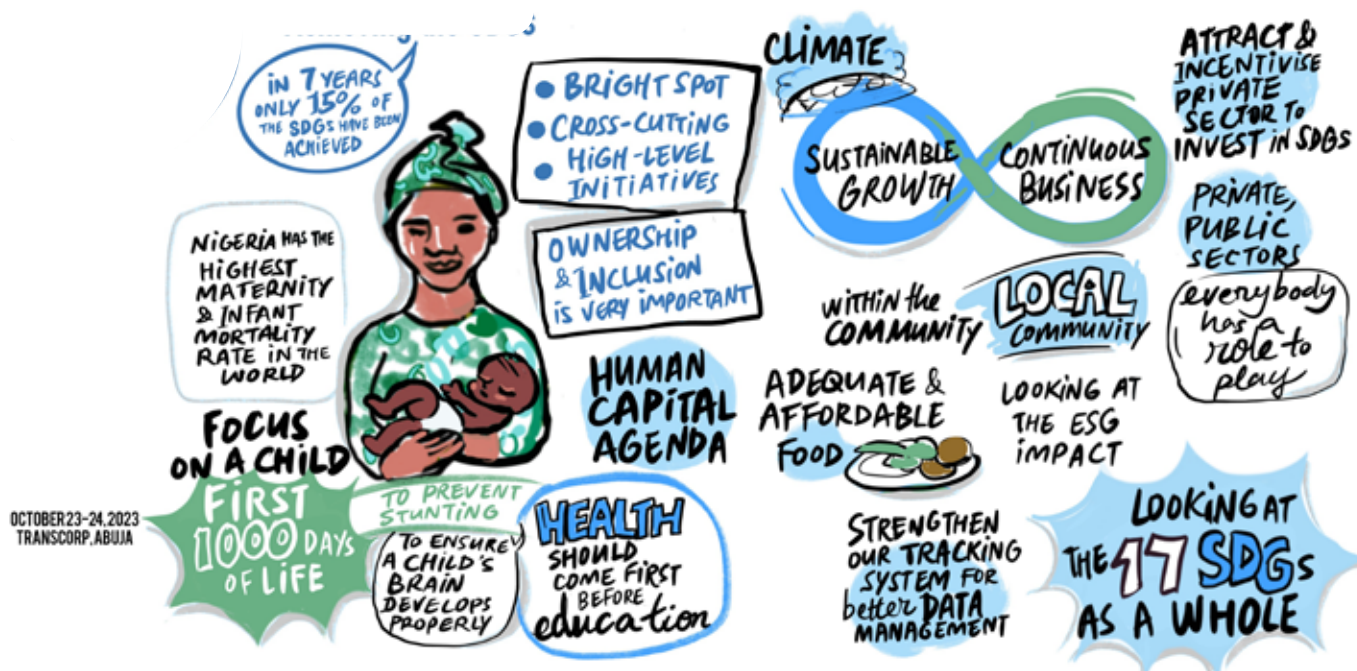 IN 7 YEARS
ONLY 15% OF
THE SDGs HAVE BEEN
ACHIEVED
BRIGHT SPOT
CROSS-CUTTING
HIGH-LEVEL
INITIATIVES
OWNERSHIP
& INCLUSION
is VERY IMPORTANT
NIGERIA HAS THE
HIGHEST
MATERNITY
& INFANT
MORTALITY
RATE IN THE
WORLD
FOCUS
ON A CHILD
FIRST
1000 DAYS
OF LIFE
TO PREVENT
STUNTING
TO ENSURE
A CHILD'S
BRAIN
DEVELOPS
PROPERLY
HUMAN
CAPITAL
AGENDA
HEALTH
SHOULD
COME FIRST
BEFORE
education
OCTOBER 23-24, 2023
TRANSCORP, ABUJA
CLIMATE
SUSTAINABLE
GROWTH
CONTINUOUS
BUSINESS
ATTRACT &
INCENTIVISE
PRIVATE
SECTOR TO
INVEST in SDGS
PRIVATE,
PUBLIC
SECTORS
everybody
has a
role to
play
WITHIN the
COMMUNITY
LOCAL
COMMUNITY
ADEQUATE &
AFFORDABLE
FOOD
LOOKING AT
THE ESG
IMPACT
STRENGTHEN
OUR TRACKING
SYSTEM FOR
better DATA
MANAGEMENT
LOOKING AT
THE 17 SDGs
AS A WHOLE